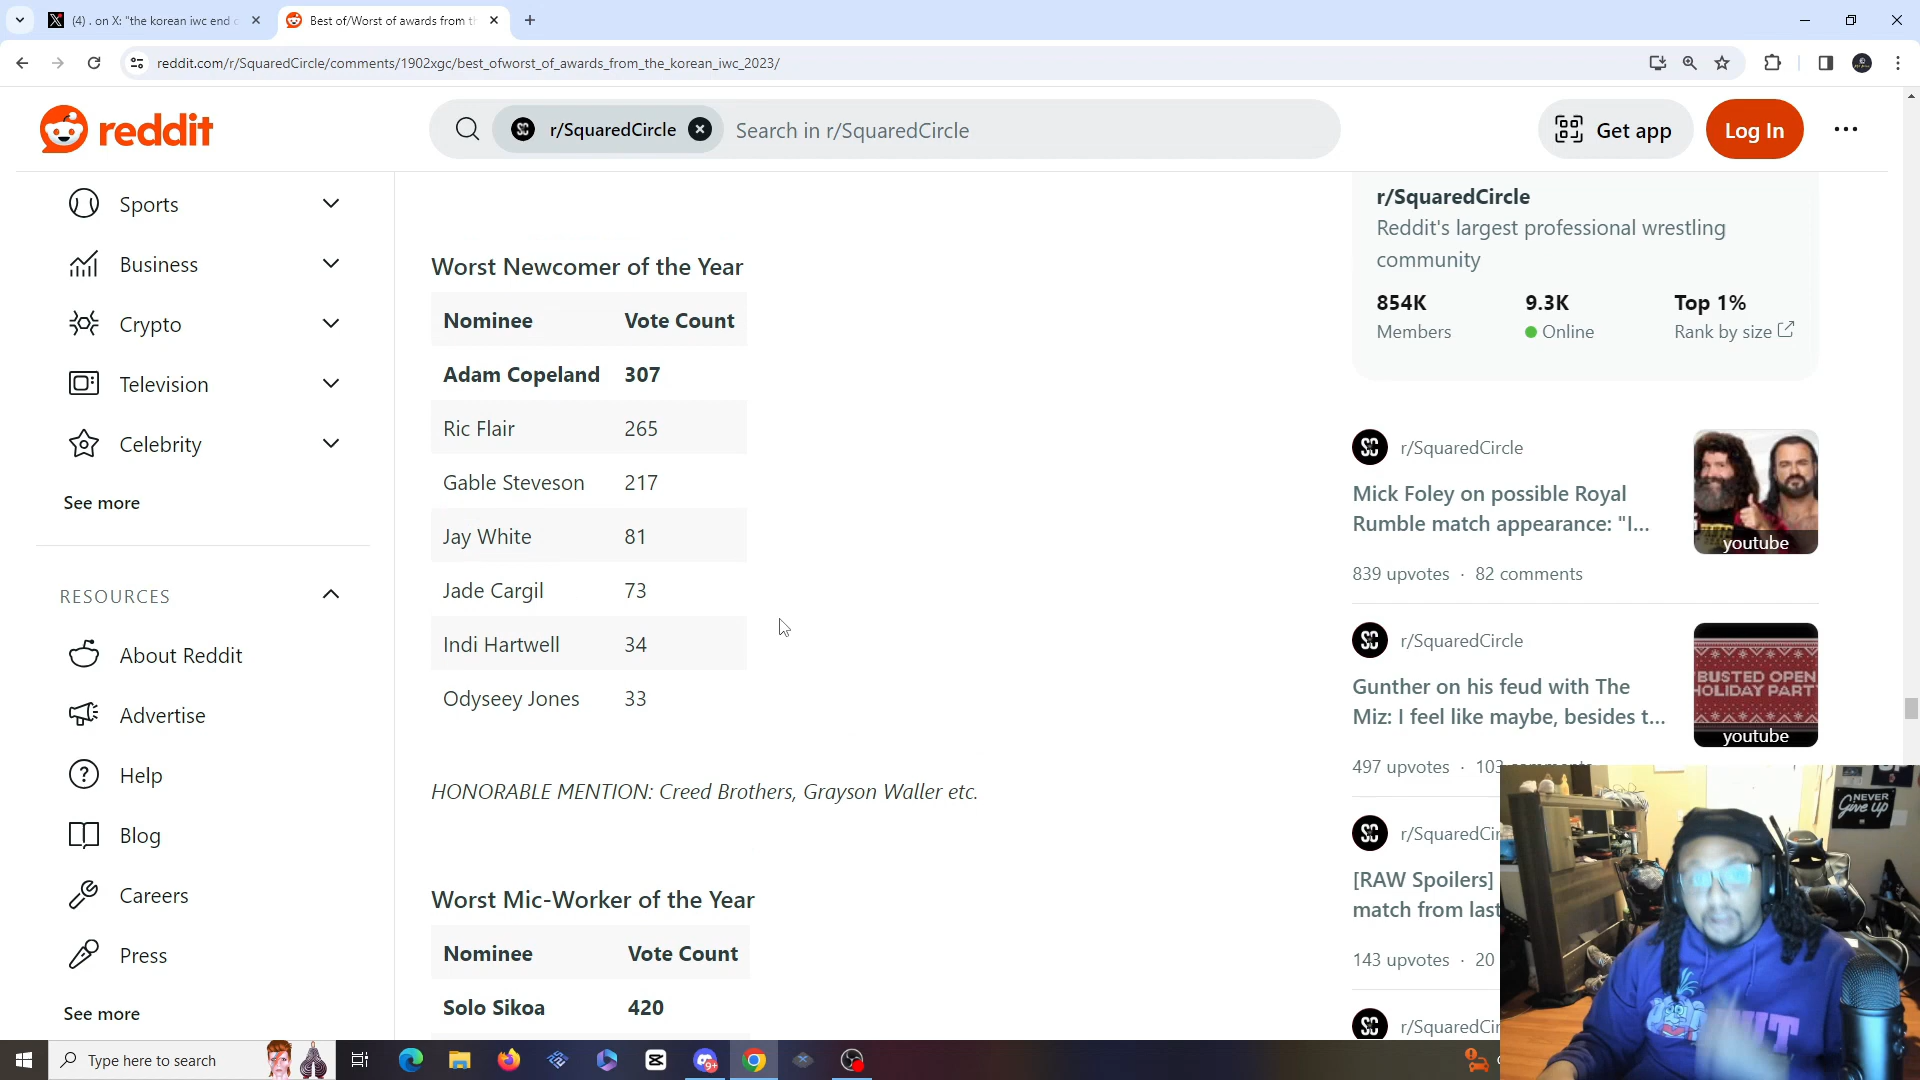 (4) . on X: "the korean iwc end
Best of/Worst of awards from th
reddit.com/r/SquaredCircle/comments/1902xgc/best_ofworst_of_awards_from_the_korean_iwc_2023/
reddit
r/SquaredCircle
Search in r/SquaredCircle
Get app
Log In
Sports
Business
Crypto
Television
Celebrity
See more
RESOURCES
About Reddit
Advertise
Help
Blog
Careers
Press
See more
Worst Newcomer of the Year
Nominee Vote Count
Adam Copeland 307
Ric Flair 265
Gable Steveson 217
Jay White 81
Jade Cargil 73
Indi Hartwell 34
Odyseey Jones 33
HONORABLE MENTION: Creed Brothers, Grayson Waller etc.
Worst Mic-Worker of the Year
Nominee Vote Count
Solo Sikoa 420
r/SquaredCircle
Reddit's largest professional wrestling
community
854K 9.3K Top 1%
Members Online Rank by size
r/SquaredCircle
Mick Foley on possible Royal
Rumble match appearance: "I...
youtube
839 upvotes · 82 comments
r/SquaredCircle
Gunther on his feud with The
Miz: I feel like maybe, besides t...
BUSTED OPEN
HOLIDAY PARTY
youtube
497 upvotes · 103 comments
r/SquaredCir
[RAW Spoilers]
match from last
143 upvotes · 20
r/SquaredCir
NEVER
Give UP
Type here to search
9+